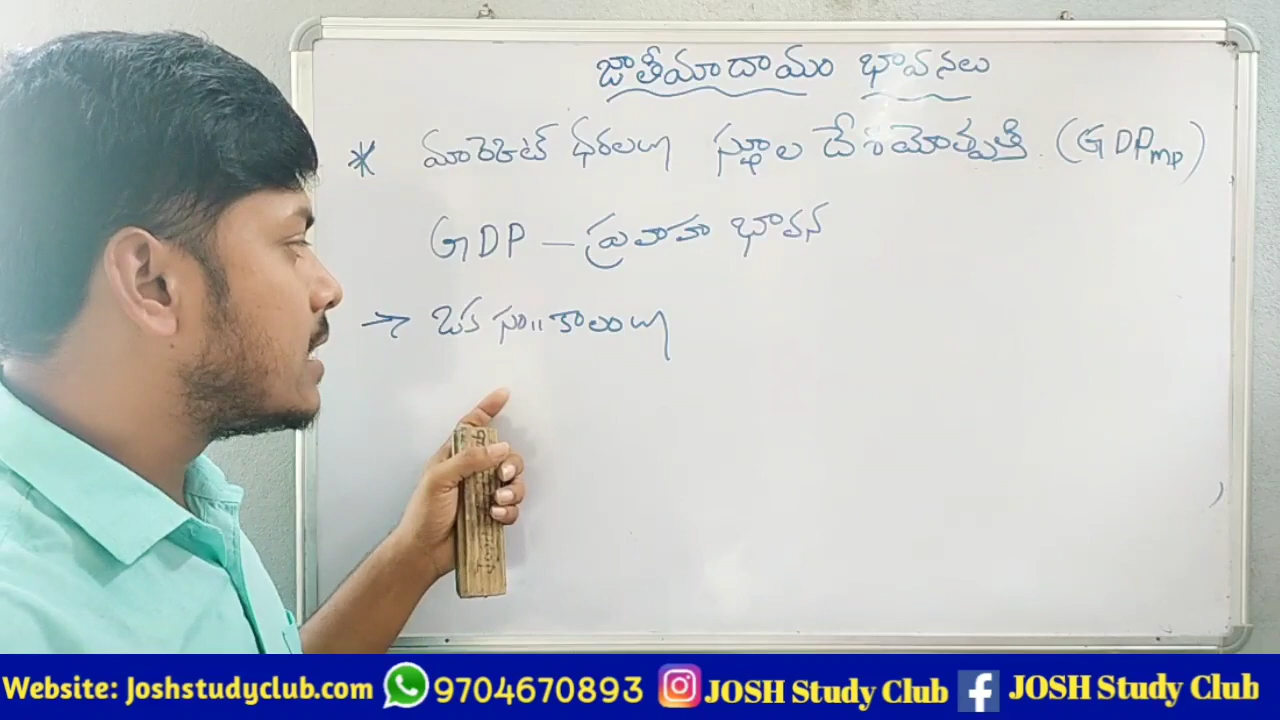 జాతీయాదాయం భావనలు
* మార్కెట్ ధరలలో స్థూల దేశీయోత్పత్తి (GDPMP)
GDP - ప్రవాహ భావన
→ ఒక సం॥ కాలంలో
Website: Joshstudyclub.com 9704670893 JOSH Study Club JOSH Study Club